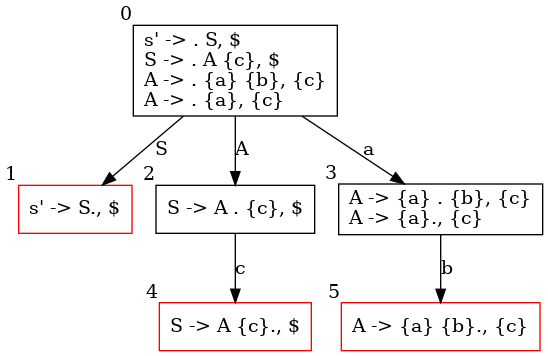 0
s' -> . S, $
S -> . A {c}, $
A -> . {a} {b}, {c}
A -> . {a}, {c}
S
A
a
1
s' -> S., $
2
S -> A . {c}, $
3
A -> {a} . {b}, {c}
A -> {a}., {c}
c
b
4
S -> A {c}., $
5
A -> {a} {b}., {c}